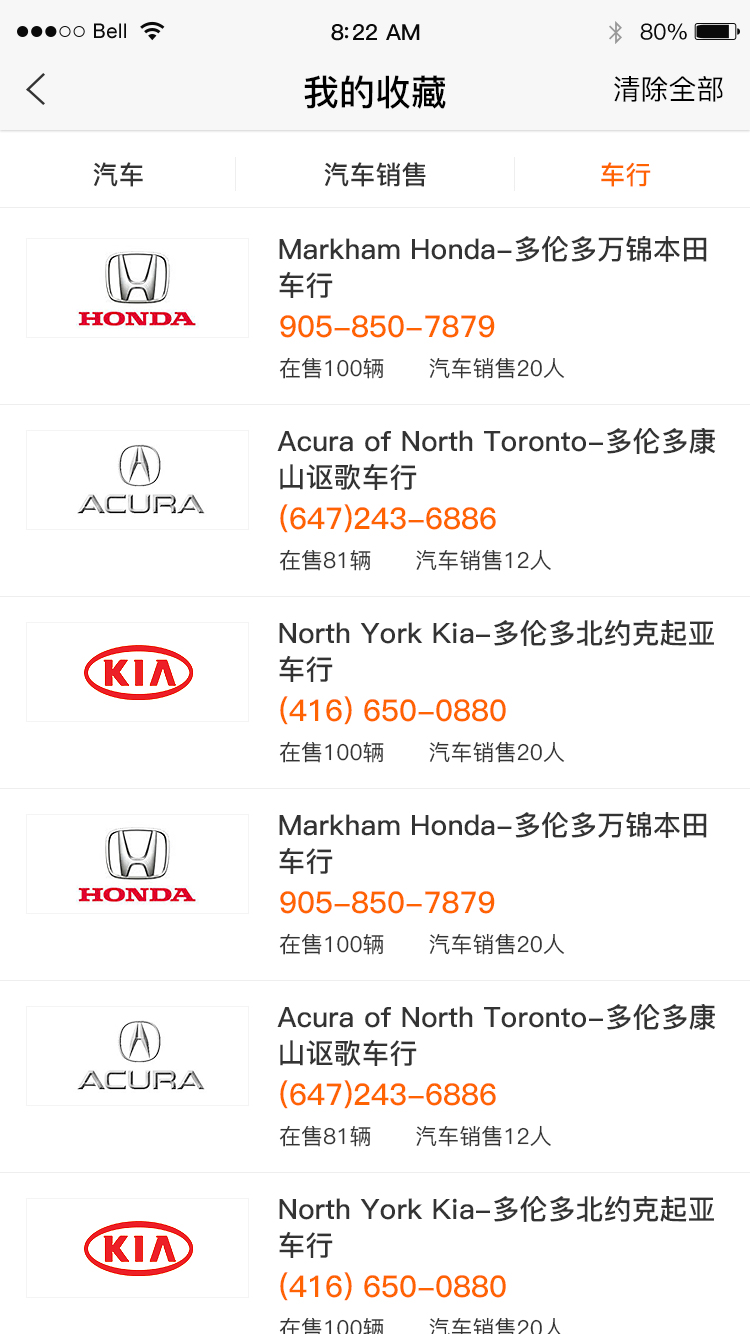 Bell 8:22 AM 80%
我的收藏 清除全部
汽车 汽车销售 车行
HONDA
Markham Honda-多伦多万锦本田
车行
905-850-7879
在售100辆 汽车销售20人
ACURA
Acura of North Toronto-多伦多康
山讴歌车行
(647)243-6886
在售81辆 汽车销售12人
KIA
North York Kia-多伦多北约克起亚
车行
(416) 650-0880
在售100辆 汽车销售20人
HONDA
Markham Honda-多伦多万锦本田
车行
905-850-7879
在售100辆 汽车销售20人
ACURA
Acura of North Toronto-多伦多康
山讴歌车行
(647)243-6886
在售81辆 汽车销售12人
KIA
North York Kia-多伦多北约克起亚
车行
(416) 650-0880
在售100辆 汽车销售20人